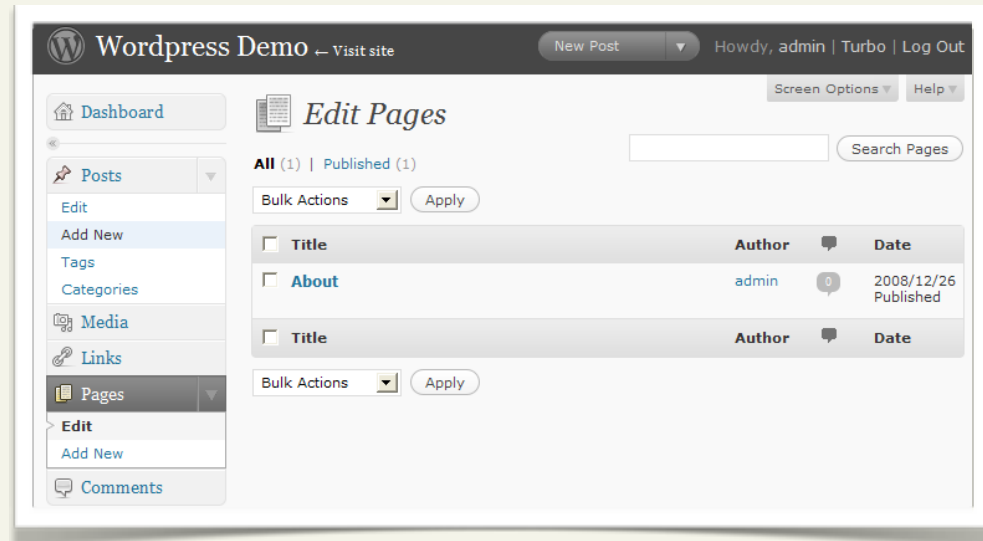 Wordpress Demo ← Visit site
New Post
Howdy, admin | Turbo | Log Out
Screen Options
Help
Dashboard
Posts
Edit
Add New
Tags
Categories
Media
Links
Pages
Edit
Add New
Comments
Edit Pages
Search Pages
All (1) | Published (1)
Bulk Actions Apply
Title Author Date
About admin 0 2008/12/26
Published
Title Author Date
Bulk Actions Apply